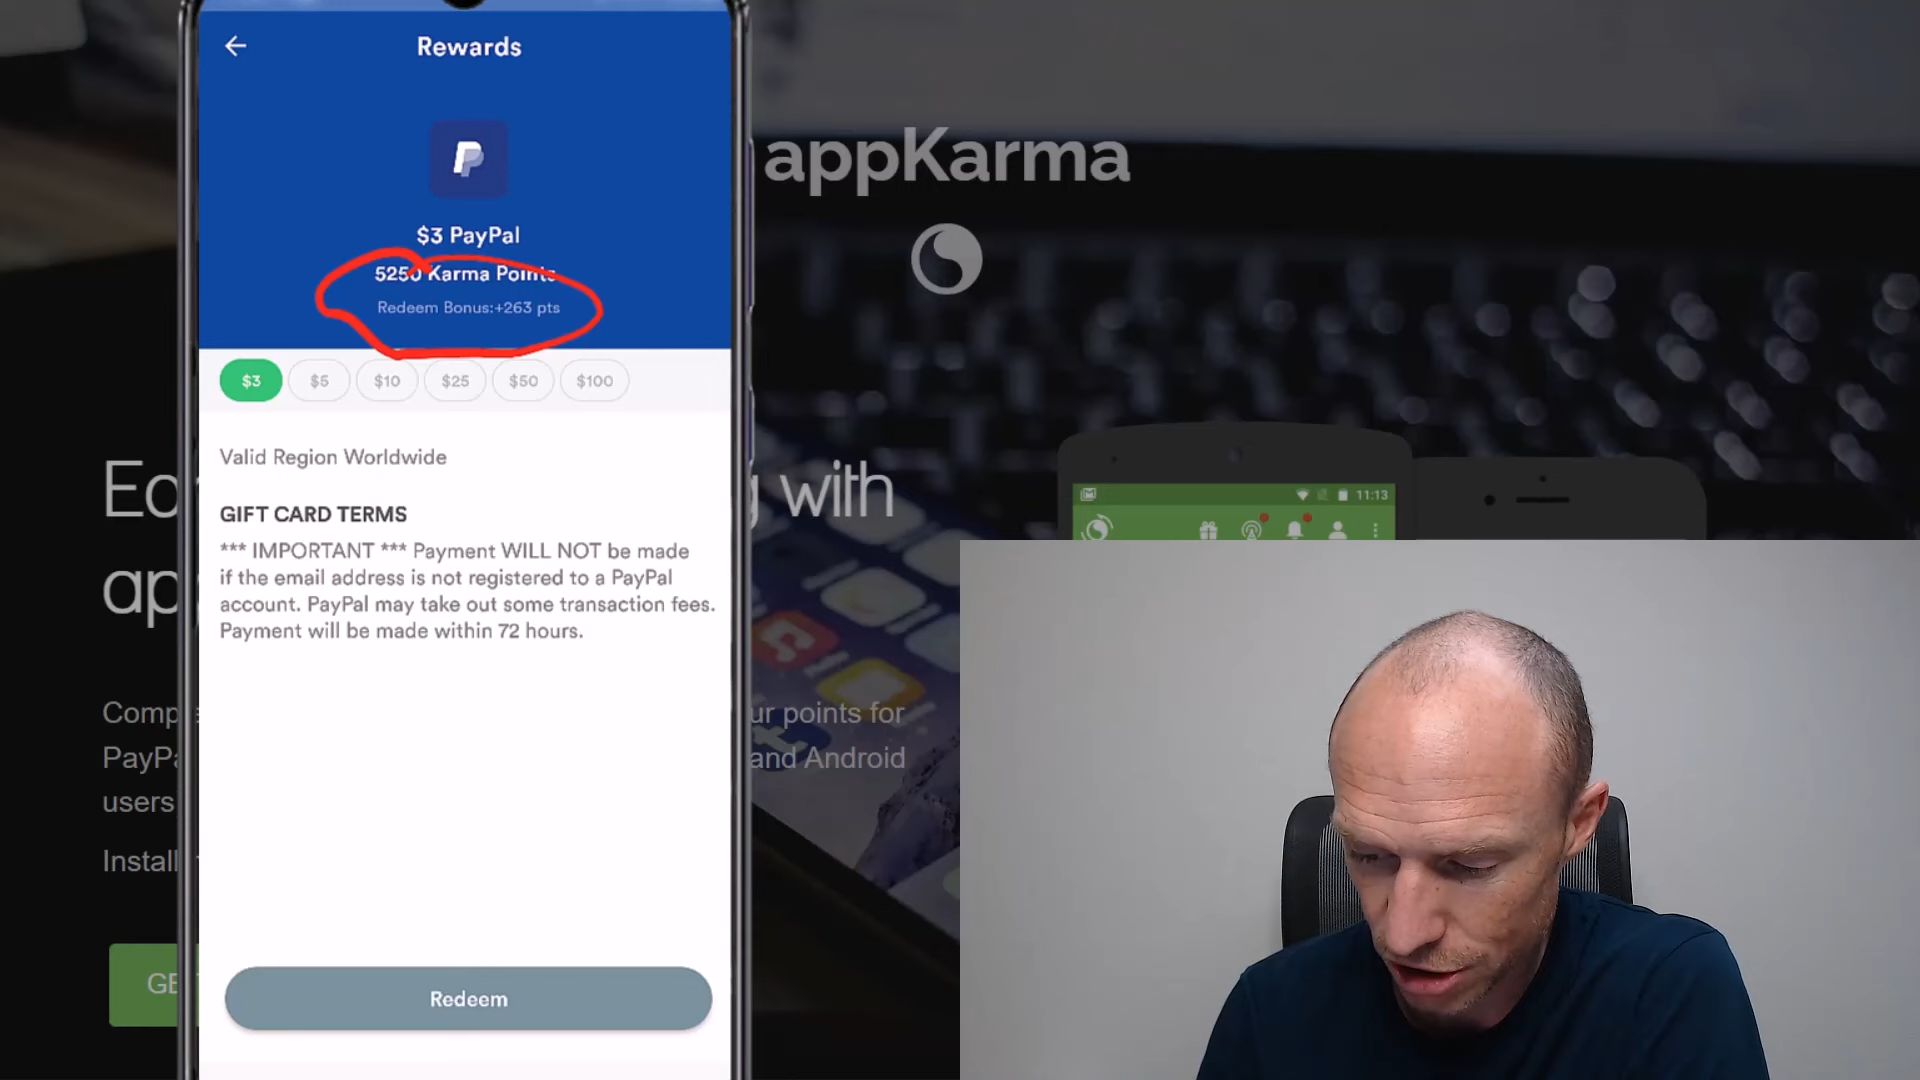 Rewards
$3 PayPal
5250 Karma Points
Redeem Bonus:+263 pts
$3 $5 $10 $25 $50 $100
Valid Region Worldwide
GIFT CARD TERMS
*** IMPORTANT *** Payment WILL NOT be made
if the email address is not registered to a PayPal
account. PayPal may take out some transaction fees.
Payment will be made within 72 hours.
Redeem
appKarma
with
ur points for
and Android
users
Install
11:13